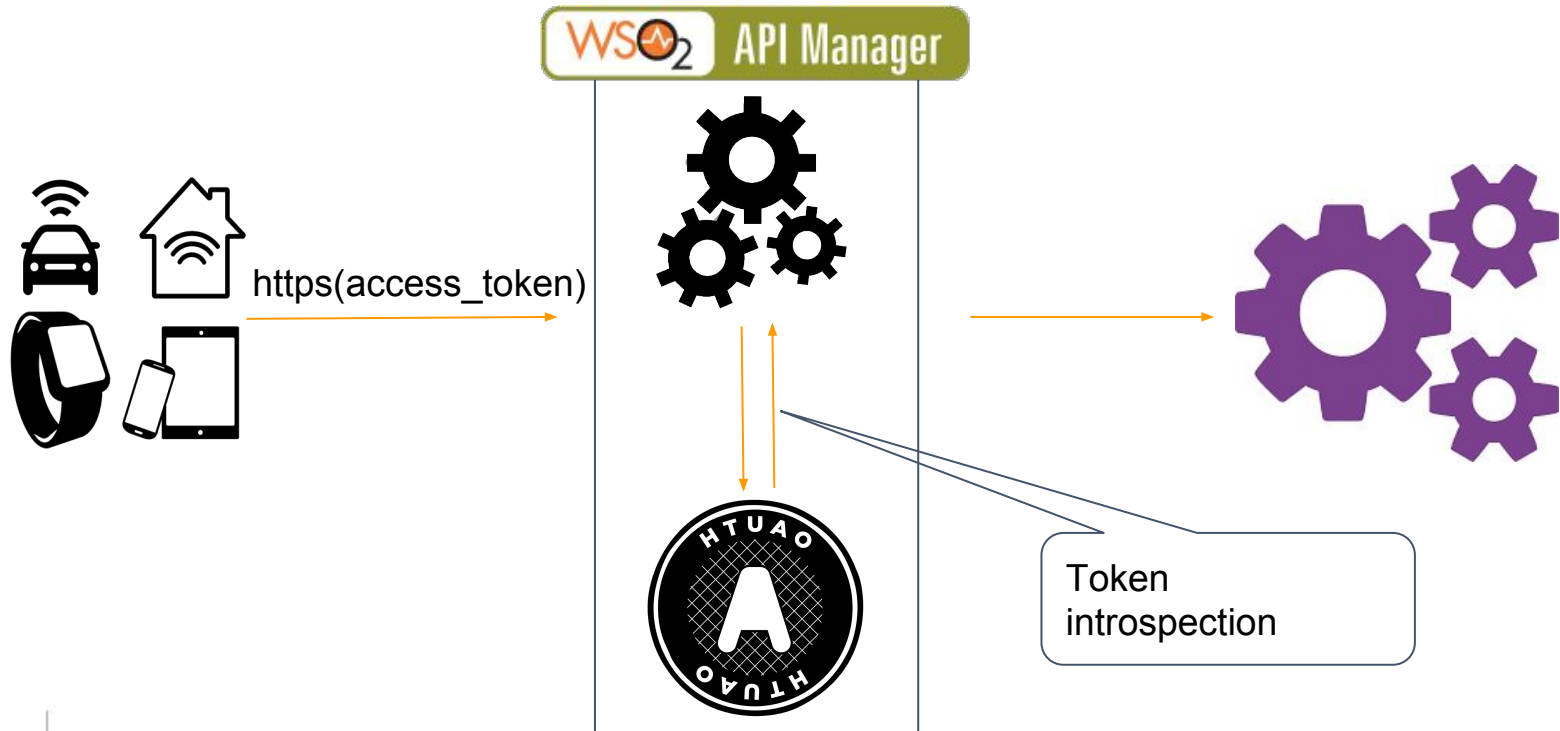 WSO2 API Manager
https(access_token)
HTUAO
HTUAO
Token
introspection